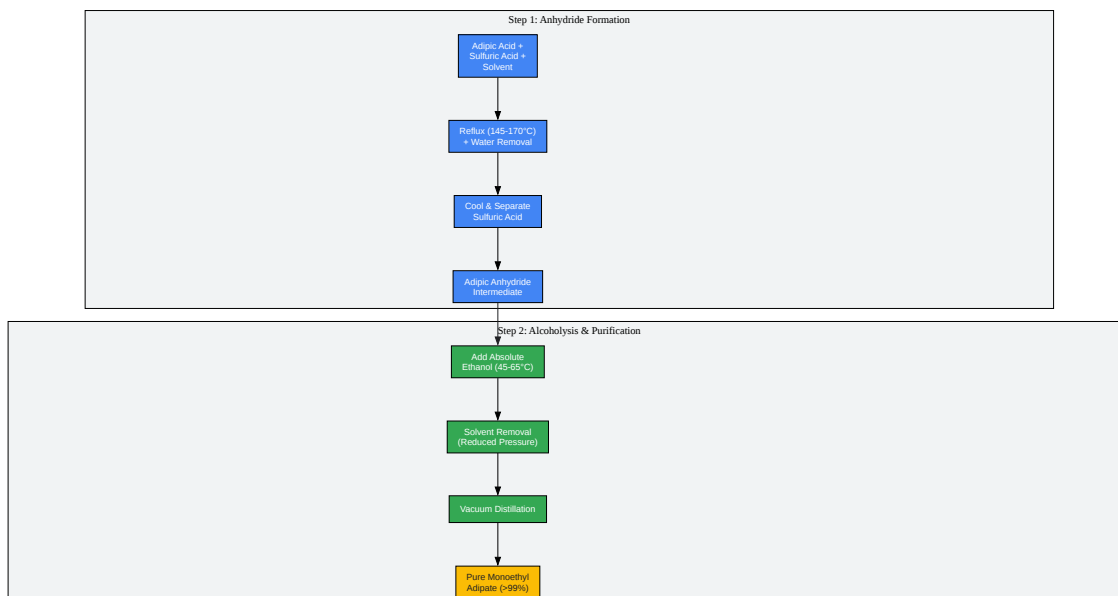 Step 1: Anhydride Formation
Adipic Acid +
Sulfuric Acid +
Solvent
Reflux (145-170°C)
+ Water Removal
Cool & Separate
Sulfuric Acid
Adipic Anhydride
Intermediate
Step 2: Alcoholysis & Purification
Add Absolute
Ethanol (45-65°C)
Solvent Removal
(Reduced Pressure)
Vacuum Distillation
Pure Monoethyl
Adipate (>99%)